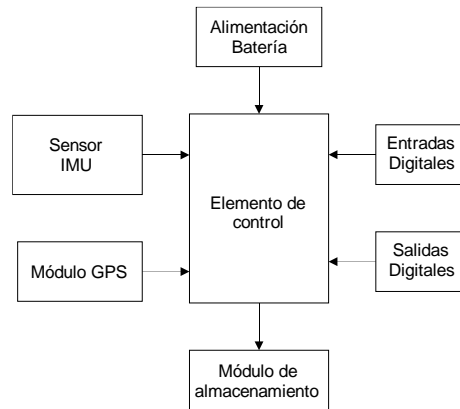 Alimentación
Batería
Sensor
IMU
Entradas
Digitales
Elemento de
control
Módulo GPS
Salidas
Digitales
Módulo de
almacenamiento